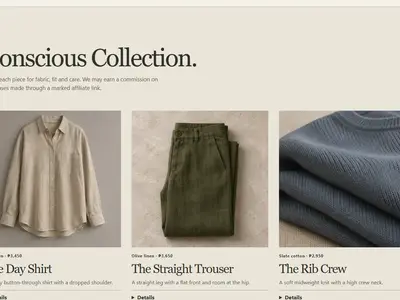 onscious Collection.
each piece for fabric, fit and care. We may earn a commission on
made through a marked affiliate link.
₱3,450
Day Shirt
button-through shirt with a dropped shoulder.
Details
Olive linen · ₱3,650
The Straight Trouser
A straight leg with a flat front and room at the hip.
▸ Details
Slate cotton · ₱2,950
The Rib Crew
A soft midweight knit with a high crew neck.
▸ Details